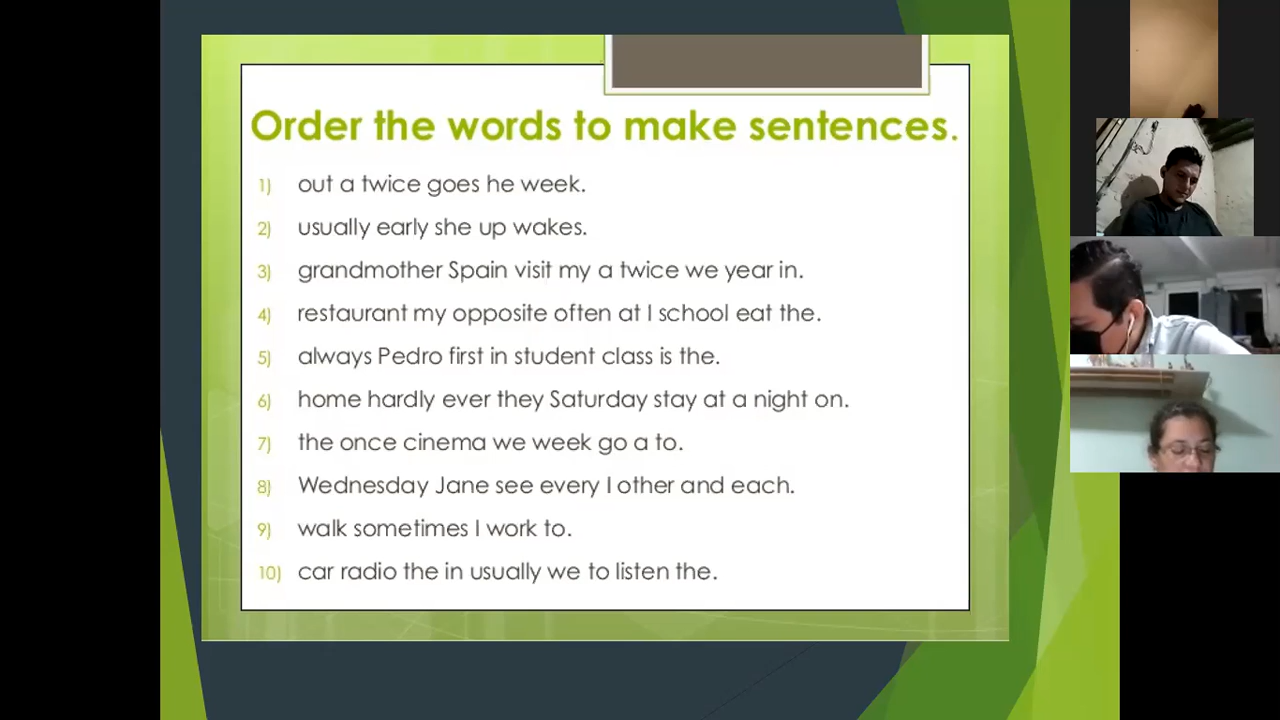 Order the words to make sentences.
1) out a twice goes he week.
2) usually early she up wakes.
3) grandmother Spain visit my a twice we year in.
4) restaurant my opposite often at I school eat the.
5) always Pedro first in student class is the.
6) home hardly ever they Saturday stay at a night on.
7) the once cinema we week go a to.
8) Wednesday Jane see every I other and each.
9) walk sometimes I work to.
10) car radio the in usually we to listen the.